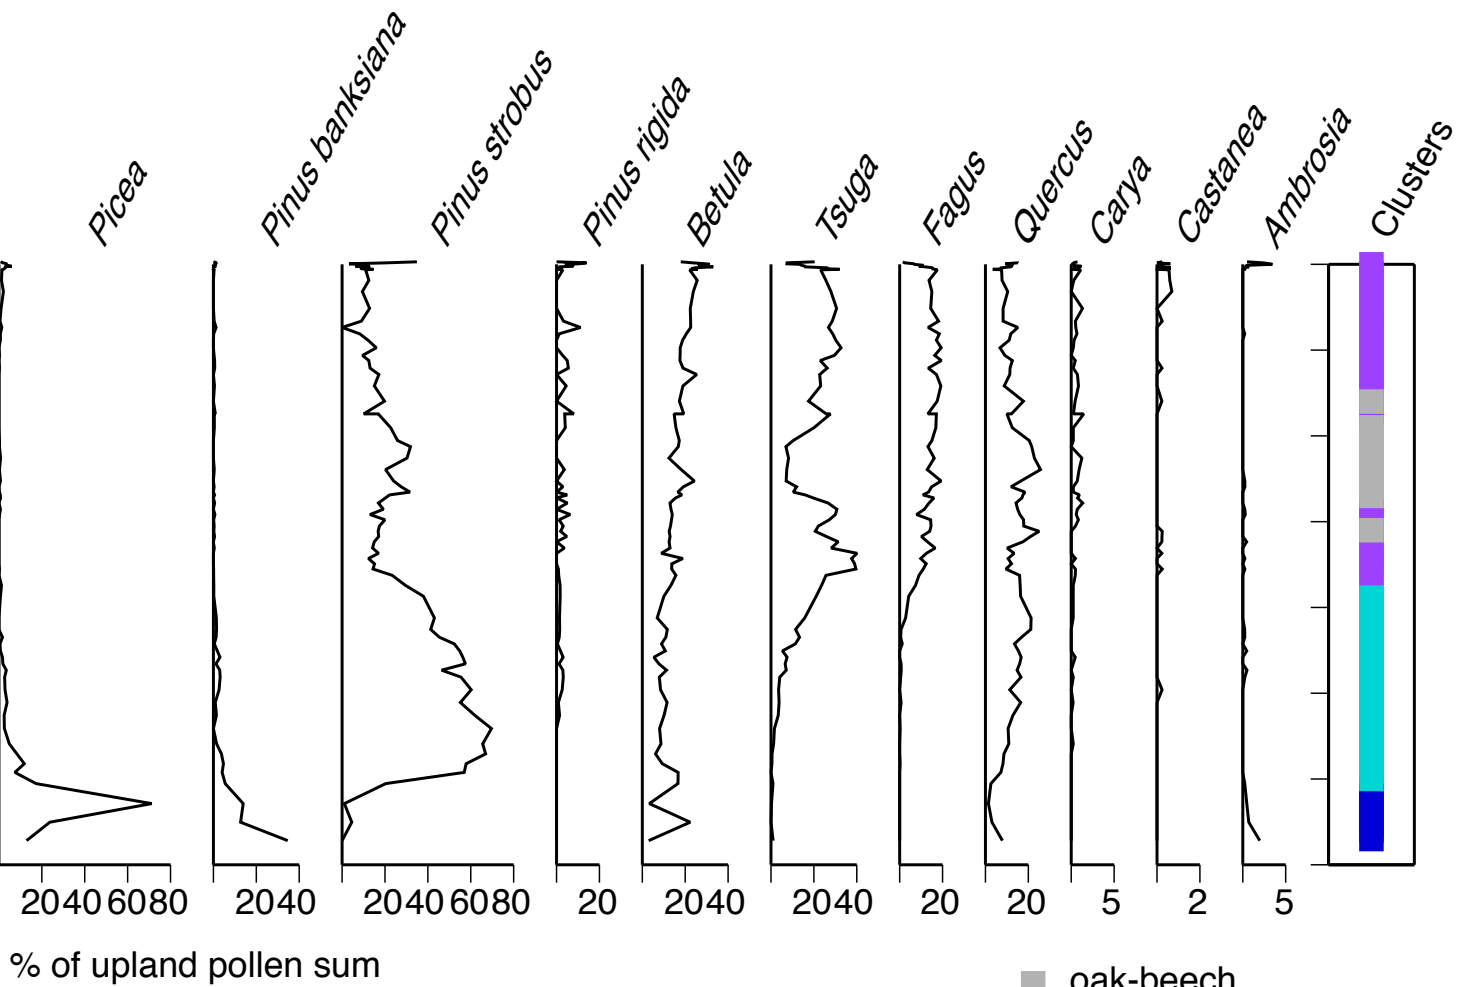 Picea
Pinus banksiana
Pinus strobus
Pinus rigida
Betula
Tsuga
Fagus
Quercus
Carya
Castanea
Ambrosia
Clusters
20 40 60 80 20 40 20 40 60 80 20 20 40 20 40 20 20 5 2 5
% of upland pollen sum
oak-beech